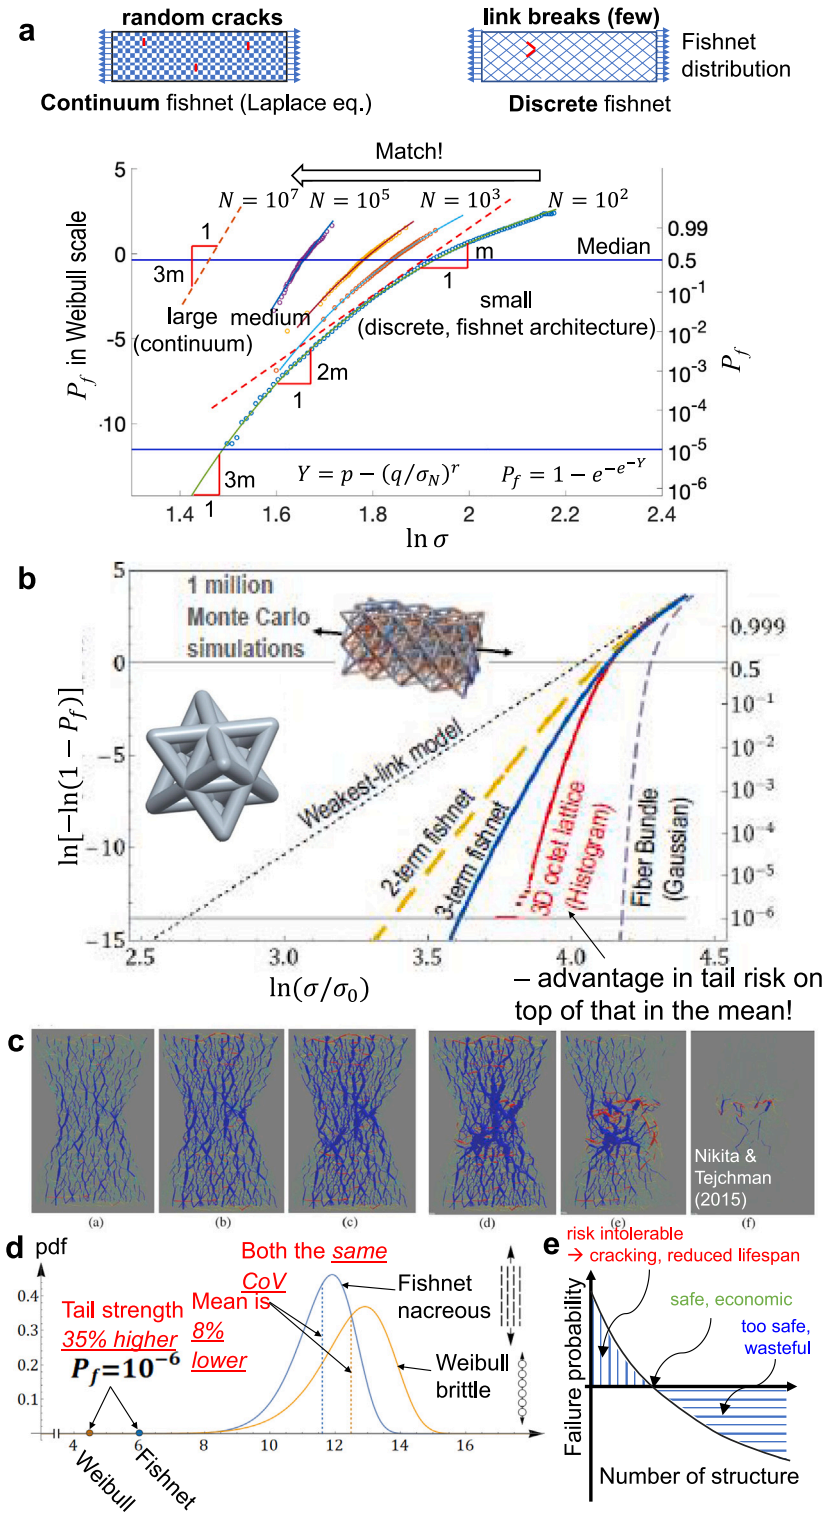 a
random cracks
link breaks (few)
Fishnet
distribution
Continuum fishnet (Laplace eq.)
Discrete fishnet
Match!
N = 10⁷
N = 10⁵
N = 10³
N = 10²
5
0
-5
-10
P_f in Weibull scale
1
3m
large
(continuum)
medium
small
(discrete, fishnet architecture)
Median
m
1
2m
1
3m
1
0.99
0.5
10⁻¹
10⁻²
10⁻³
10⁻⁴
10⁻⁵
10⁻⁶
P_f
Y = p − (q/σ_N)^r
P_f = 1 − e^{−e^{−Y}}
1.4
1.6
1.8
2
2.2
2.4
ln σ
b
5
0
-5
-10
-15
ln[−ln(1 − P_f)]
1 million
Monte Carlo
simulations
Weakest-link model
2-term fishnet
3-term fishnet
3D octet lattice
(Histogram)
Fiber Bundle
(Gaussian)
0.999
0.5
10⁻¹
10⁻²
10⁻³
10⁻⁴
10⁻⁵
10⁻⁶
2.5
3.0
3.5
4.0
4.5
ln(σ/σ₀)
– advantage in tail risk on
top of that in the mean!
c
Nikita &
Tejchman
(2015)
(a)
(b)
(c)
(d)
(e)
(f)
d
pdf
0.4
0.3
0.2
0.1
Both the same
CoV
Tail strength
35% higher
P_f=10⁻⁶
Mean is
8%
lower
Fishnet
nacreous
Weibull
brittle
4
6
8
10
12
14
16
Weibull
Fishnet
e
risk intolerable
→ cracking, reduced lifespan
safe, economic
too safe,
wasteful
Failure probability
Number of structure